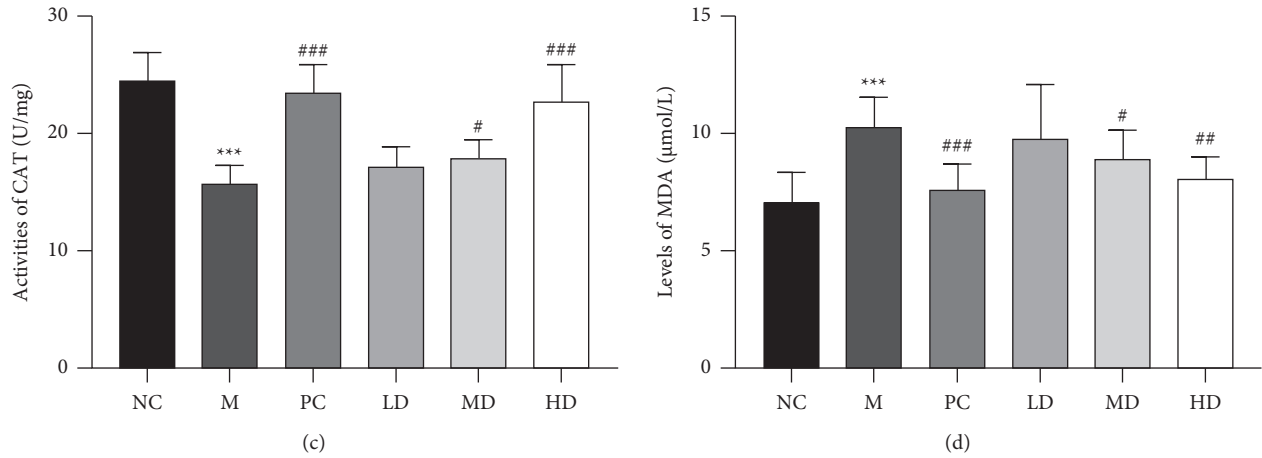 Activities of CAT (U/mg)
30
20
10
0
***
###
#
###
NC M PC LD MD HD
(c)
Levels of MDA (μmol/L)
15
10
5
0
***
###
#
##
NC M PC LD MD HD
(d)